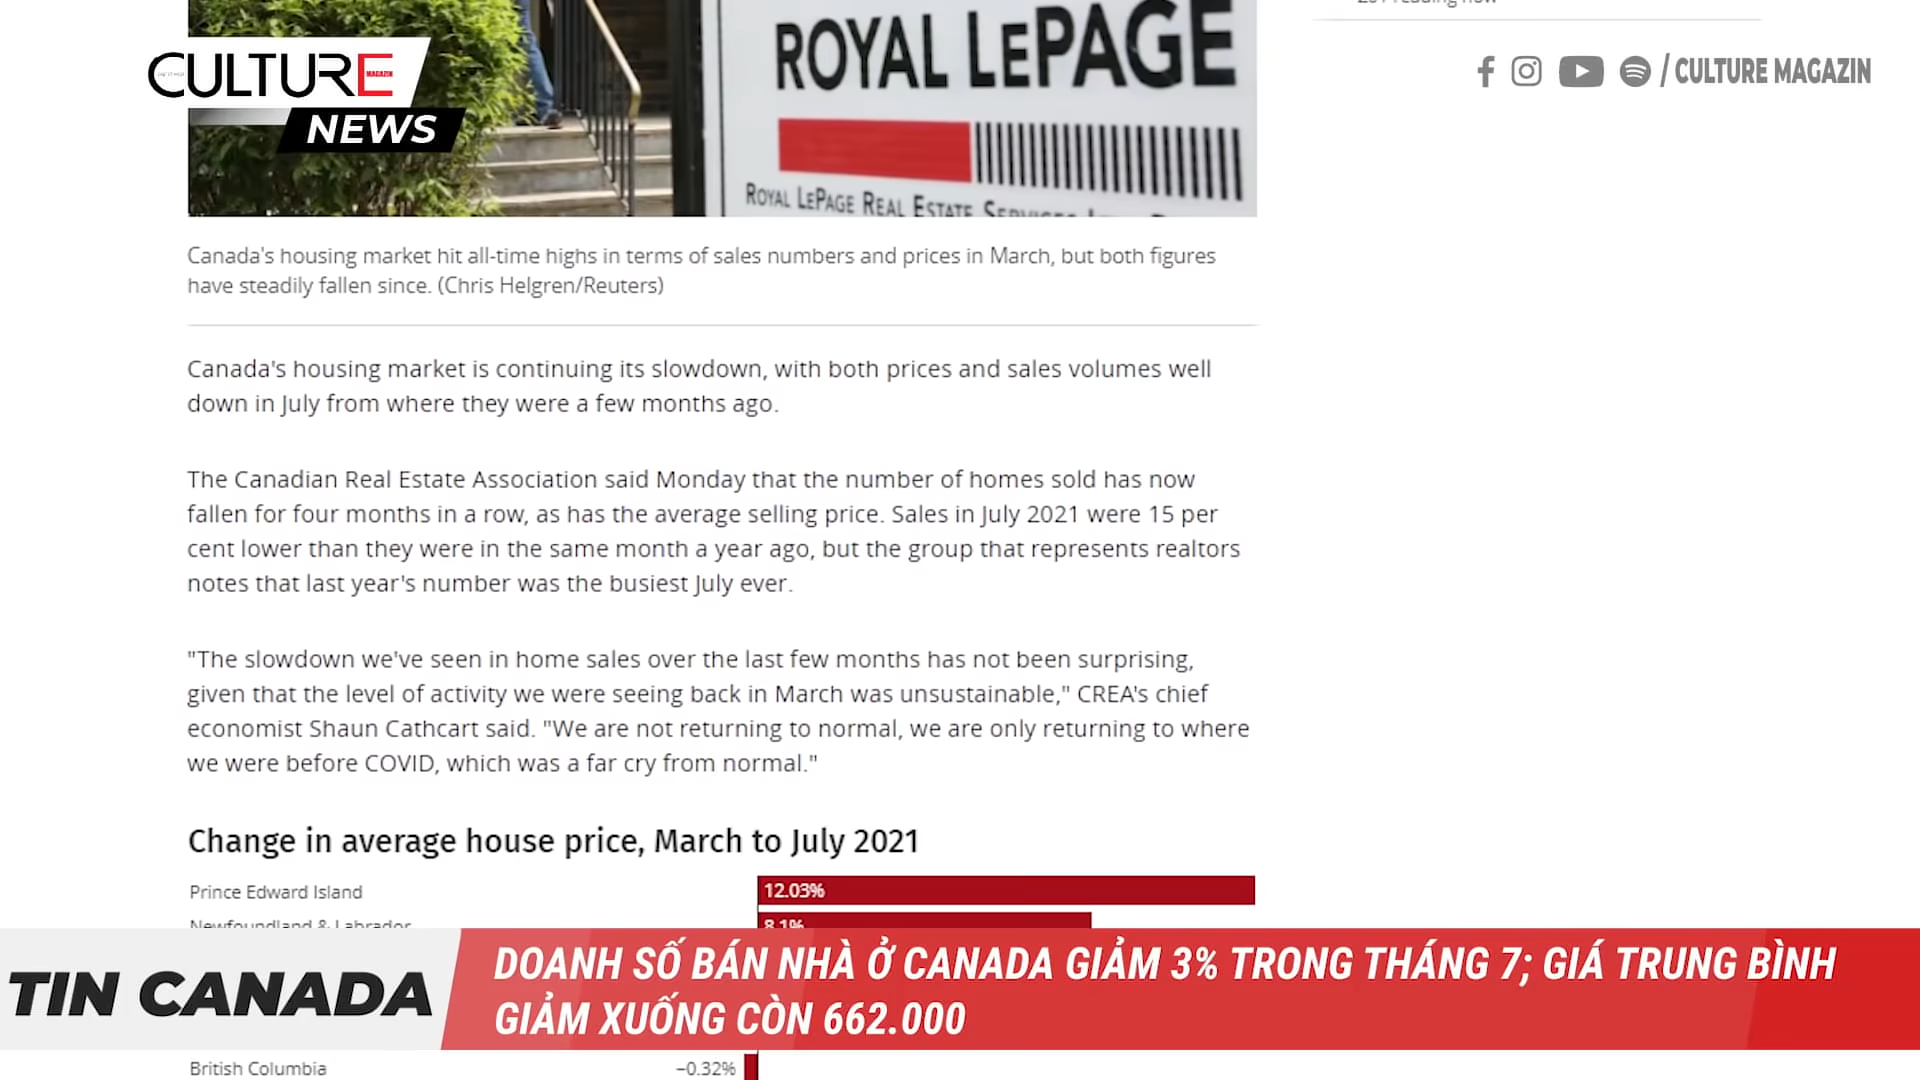 ROYAL LEPAGE
CULTURE MAGAZIN
NEWS
/ CULTURE MAGAZIN
ROYAL LEPAGE REAL ESTATE
Canada's housing market hit all-time highs in terms of sales numbers and prices in March, but both figures
have steadily fallen since. (Chris Helgren/Reuters)
Canada's housing market is continuing its slowdown, with both prices and sales volumes well
down in July from where they were a few months ago.
The Canadian Real Estate Association said Monday that the number of homes sold has now
fallen for four months in a row, as has the average selling price. Sales in July 2021 were 15 per
cent lower than they were in the same month a year ago, but the group that represents realtors
notes that last year's number was the busiest July ever.
"The slowdown we've seen in home sales over the last few months has not been surprising,
given that the level of activity we were seeing back in March was unsustainable," CREA's chief
economist Shaun Cathcart said. "We are not returning to normal, we are only returning to where
we were before COVID, which was a far cry from normal."
Change in average house price, March to July 2021
Prince Edward Island 12.03%
Newfoundland & Labrador 8.1%
TIN CANADA
DOANH SỐ BÁN NHÀ Ở CANADA GIẢM 3% TRONG THÁNG 7; GIÁ TRUNG BÌNH
GIẢM XUỐNG CÒN 662.000
British Columbia −0.32%